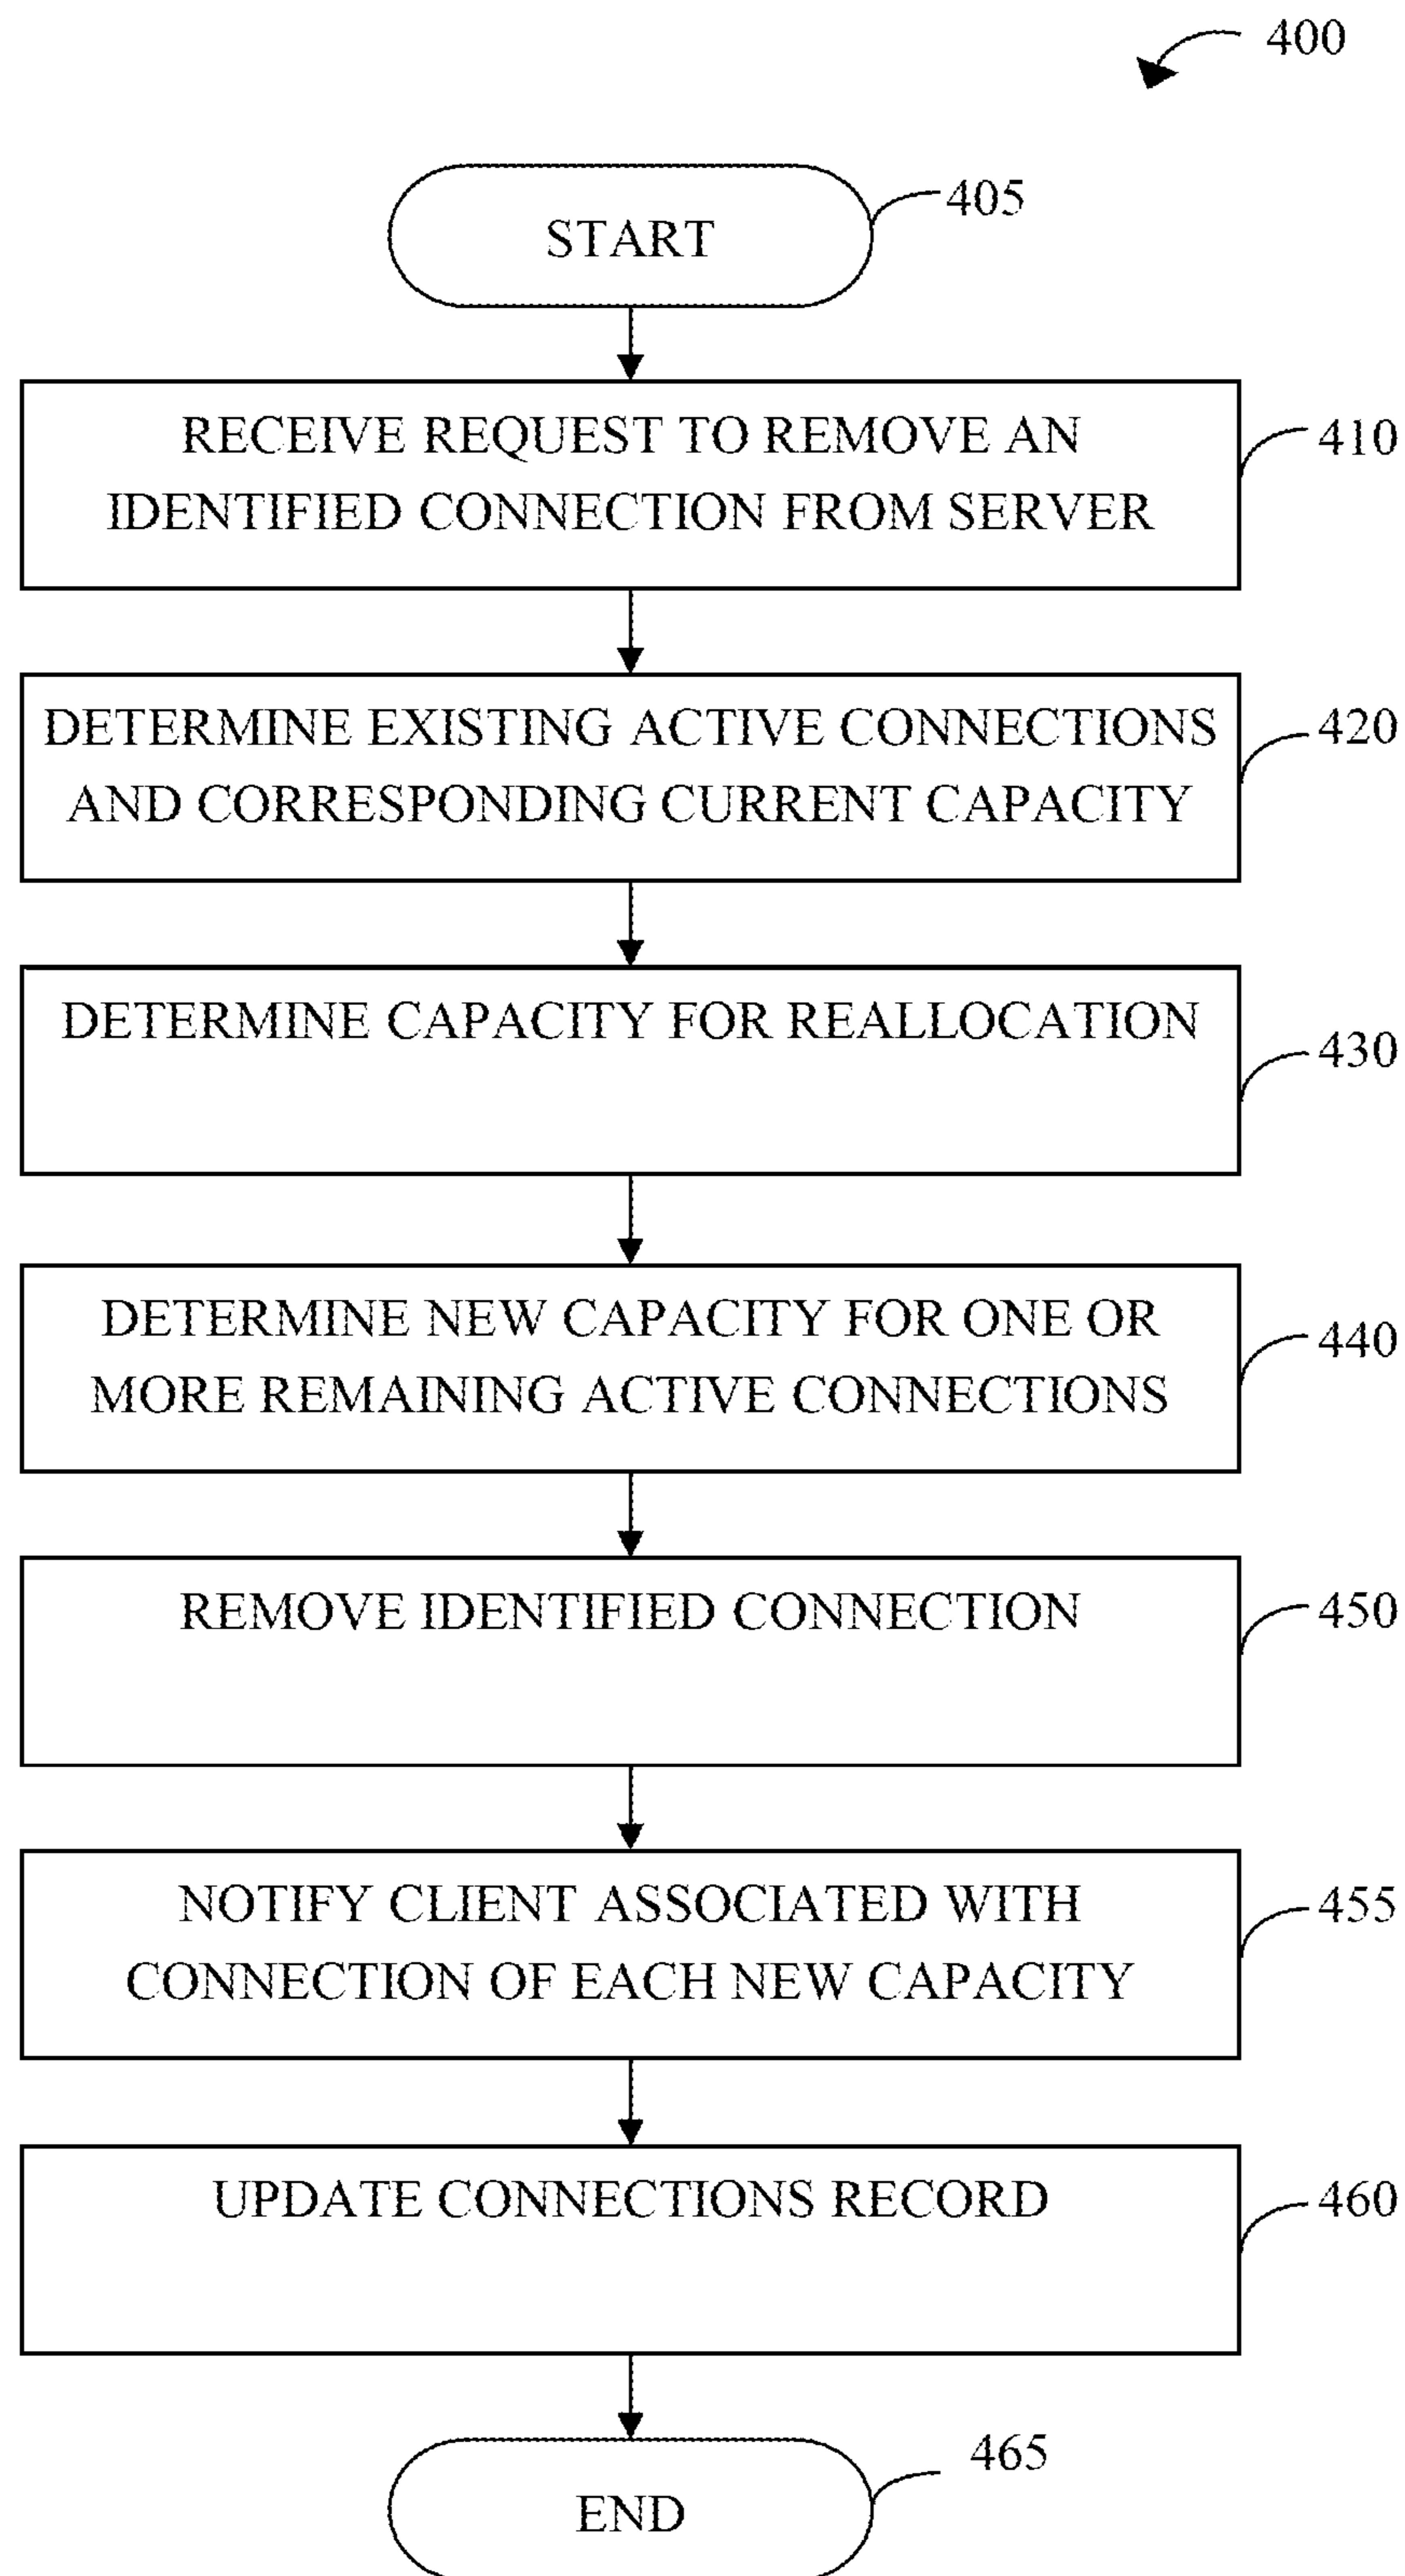 400
START
405
RECEIVE REQUEST TO REMOVE AN
IDENTIFIED CONNECTION FROM SERVER
410
DETERMINE EXISTING ACTIVE CONNECTIONS
AND CORRESPONDING CURRENT CAPACITY
420
DETERMINE CAPACITY FOR REALLOCATION
430
DETERMINE NEW CAPACITY FOR ONE OR
MORE REMAINING ACTIVE CONNECTIONS
440
REMOVE IDENTIFIED CONNECTION
450
NOTIFY CLIENT ASSOCIATED WITH
CONNECTION OF EACH NEW CAPACITY
455
UPDATE CONNECTIONS RECORD
460
END
465